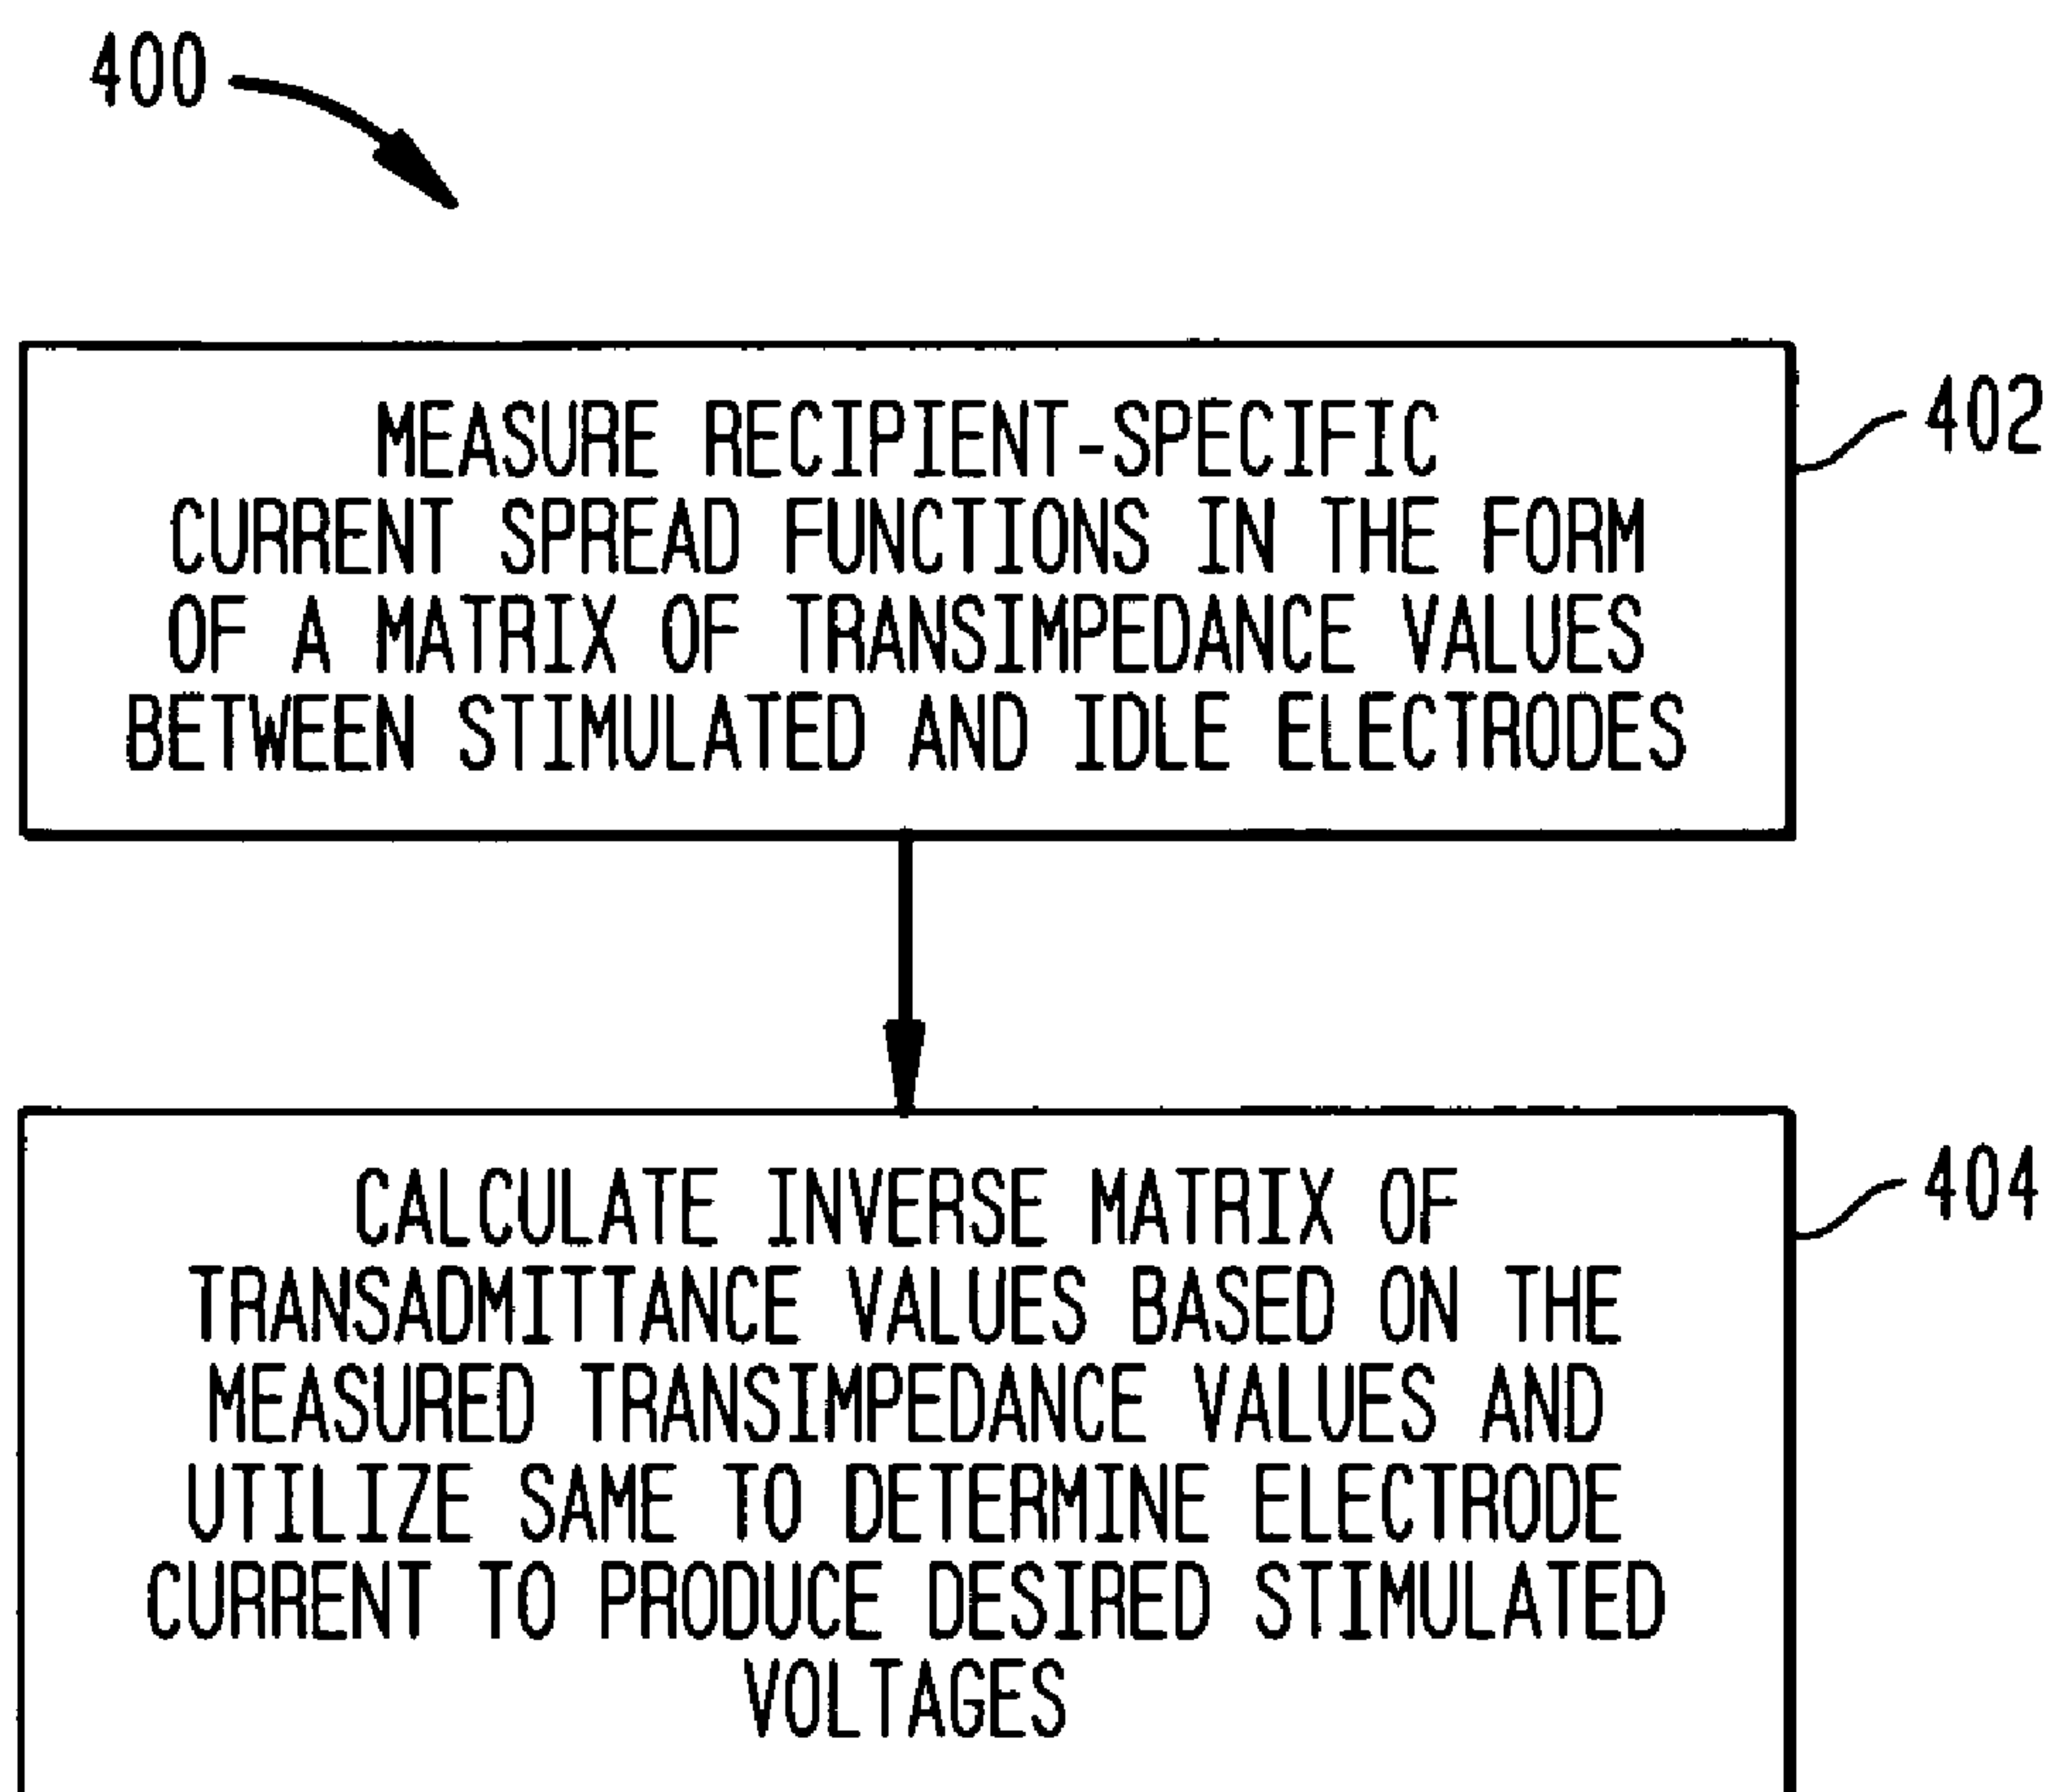 400
MEASURE RECIPIENT-SPECIFIC
CURRENT SPREAD FUNCTIONS IN THE FORM
OF A MATRIX OF TRANSIMPEDANCE VALUES
BETWEEN STIMULATED AND IDLE ELECTRODES
402
CALCULATE INVERSE MATRIX OF
TRANSADMITTANCE VALUES BASED ON THE
MEASURED TRANSIMPEDANCE VALUES AND
UTILIZE SAME TO DETERMINE ELECTRODE
CURRENT TO PRODUCE DESIRED STIMULATED
VOLTAGES
404